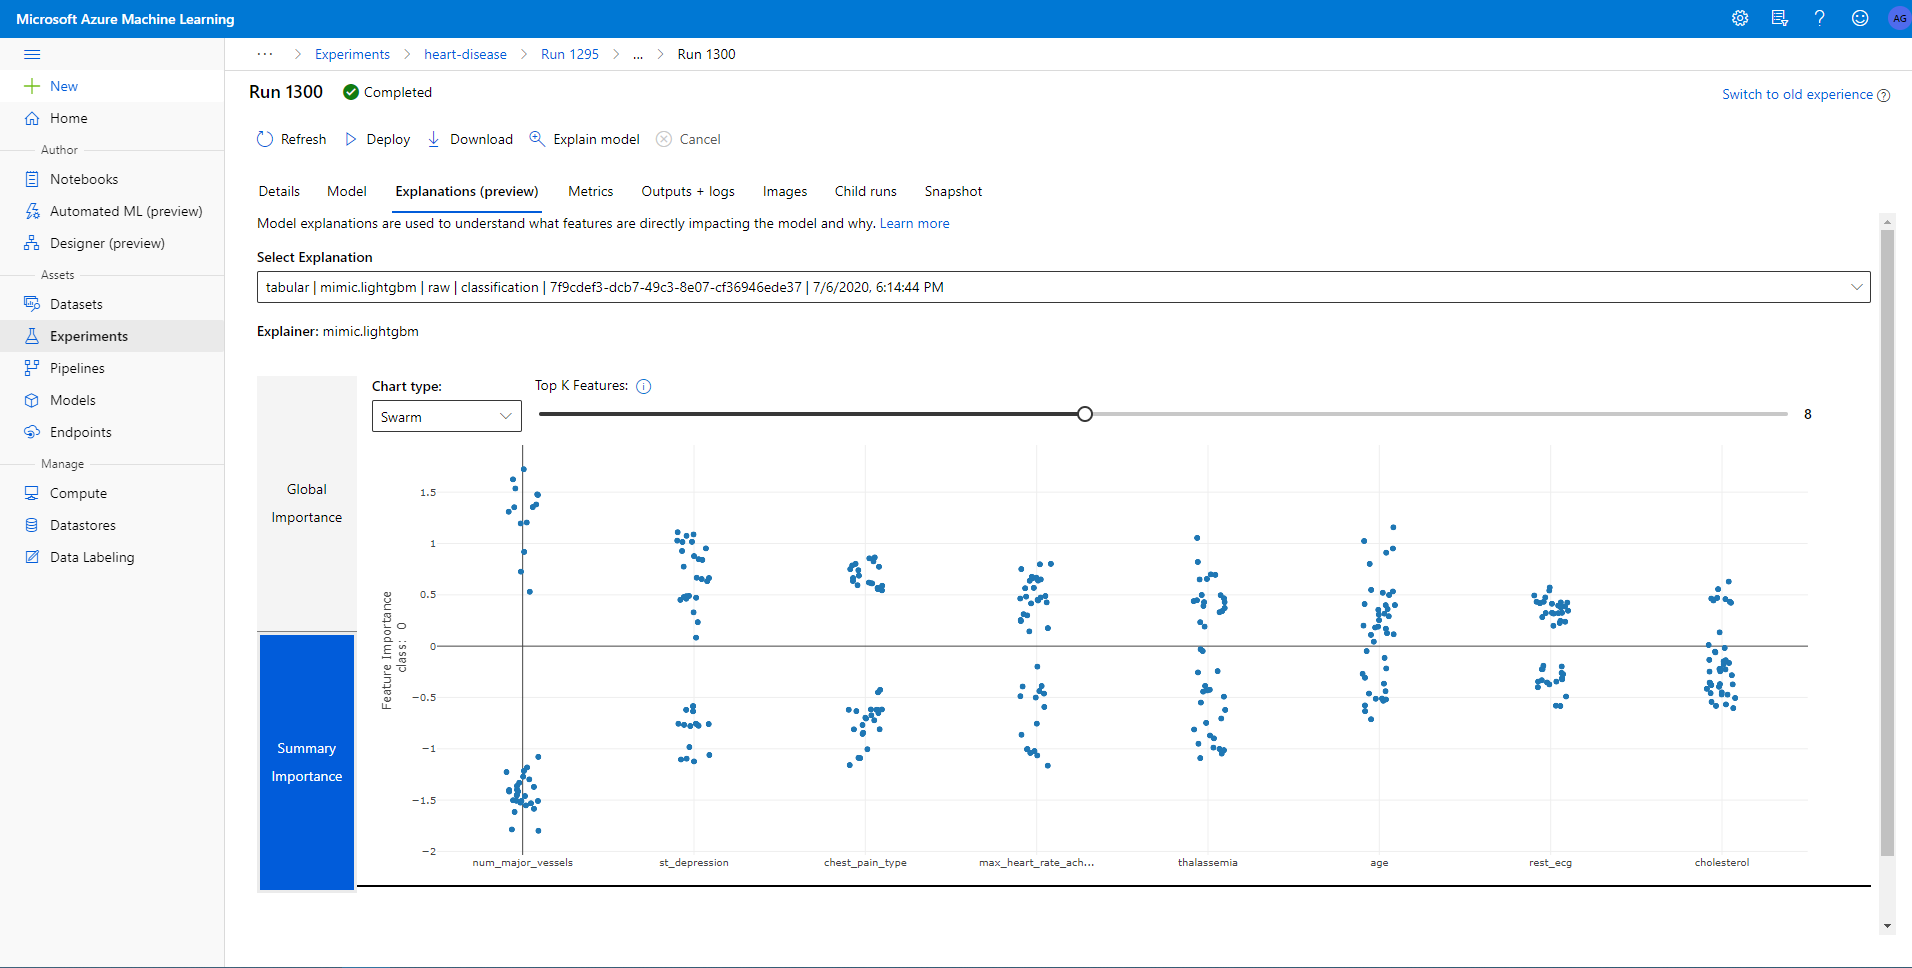 Microsoft Azure Machine Learning
AG
New
Home
Author
Notebooks
Automated ML (preview)
Designer (preview)
Assets
Datasets
Experiments
Pipelines
Models
Endpoints
Manage
Compute
Datastores
Data Labeling
... > Experiments > heart-disease > Run 1295 > ... > Run 1300
Run 1300 Completed
Switch to old experience ?
Refresh Deploy Download Explain model Cancel
Details Model Explanations (preview) Metrics Outputs + logs Images Child runs Snapshot
Model explanations are used to understand what features are directly impacting the model and why. Learn more
Select Explanation
tabular | mimic.lightgbm | raw | classification | 7f9cdef3-dcb7-49c3-8e07-cf36946ede37 | 7/6/2020, 6:14:44 PM
Explainer: mimic.lightgbm
Global
Importance
Summary
Importance
Chart type:
Swarm
Top K Features:
8
Feature Importance
class: 0
1.5
1
0.5
0
−0.5
−1
−1.5
−2
num_major_vessels st_depression chest_pain_type max_heart_rate_ach... thalassemia age rest_ecg cholesterol